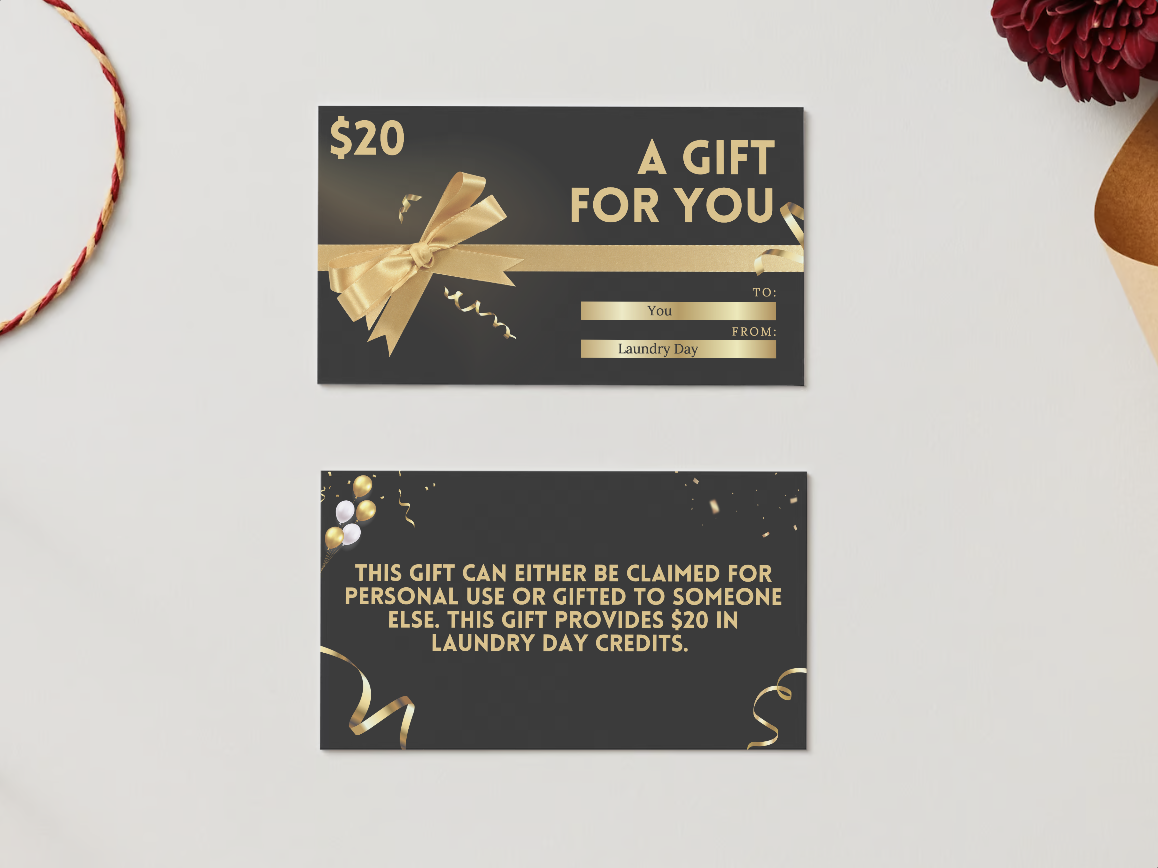 $20
A GIFT
FOR YOU
TO:
You
FROM:
Laundry Day
THIS GIFT CAN EITHER BE CLAIMED FOR
PERSONAL USE OR GIFTED TO SOMEONE
ELSE. THIS GIFT PROVIDES $20 IN
LAUNDRY DAY CREDITS.